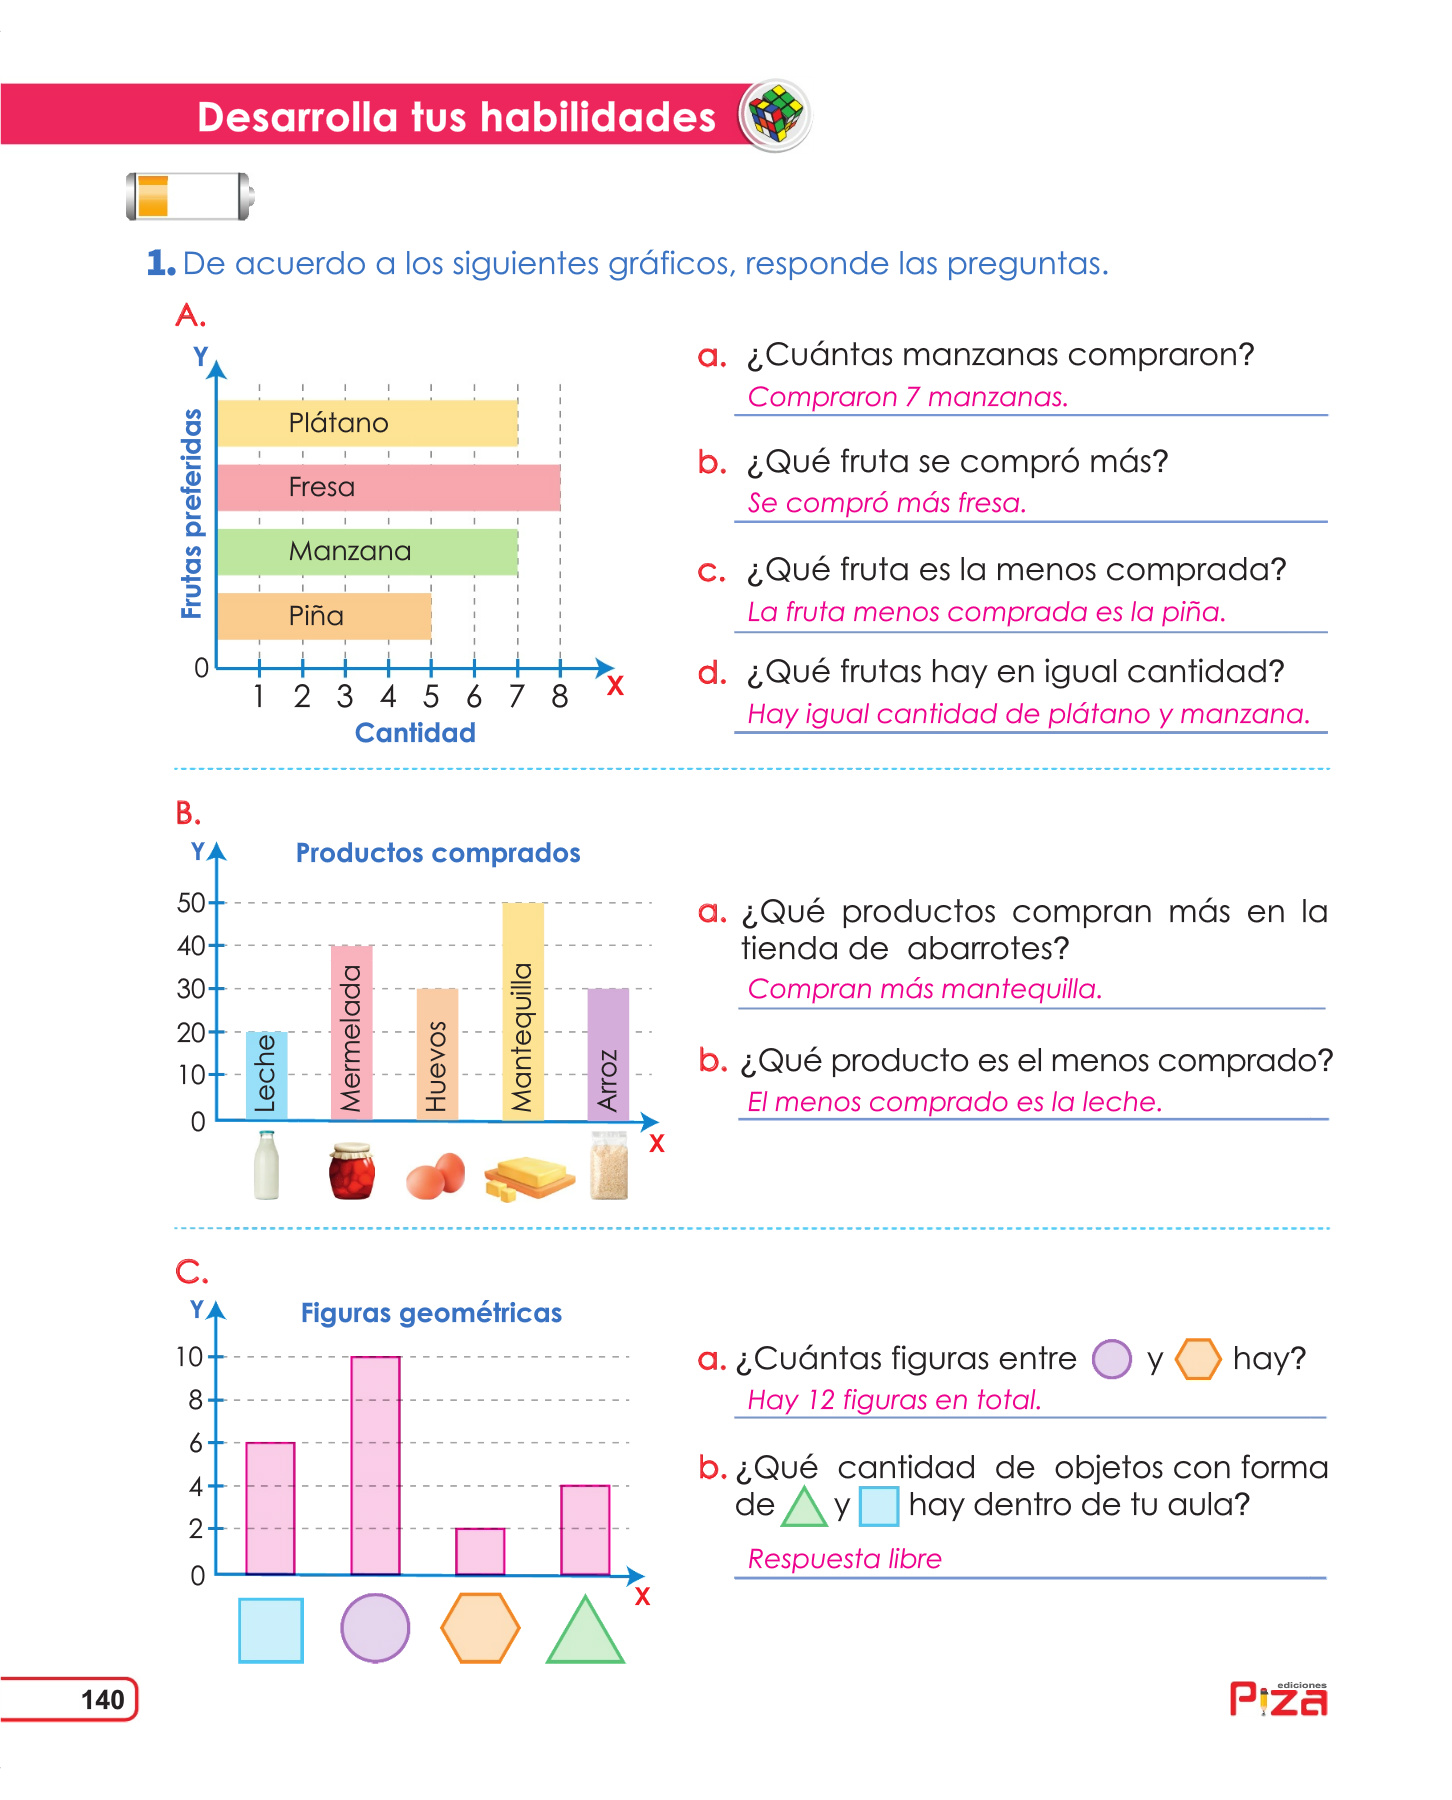 Desarrolla tus habilidades
1. De acuerdo a los siguientes gráficos, responde las preguntas.
A.
Y
Frutas preferidas
Plátano
Fresa
Manzana
Piña
0
1 2 3 4 5 6 7 8
X
Cantidad
a. ¿Cuántas manzanas compraron?
Compraron 7 manzanas.
b. ¿Qué fruta se compró más?
Se compró más fresa.
c. ¿Qué fruta es la menos comprada?
La fruta menos comprada es la piña.
d. ¿Qué frutas hay en igual cantidad?
Hay igual cantidad de plátano y manzana.
B.
Y
Productos comprados
50
40
30
20
10
0
Leche
Mermelada
Huevos
Mantequilla
Arroz
X
a. ¿Qué productos compran más en la
tienda de abarrotes?
Compran más mantequilla.
b. ¿Qué producto es el menos comprado?
El menos comprado es la leche.
C.
Y
Figuras geométricas
10
8
6
4
2
0
X
a. ¿Cuántas figuras entre y hay?
Hay 12 figuras en total.
b. ¿Qué cantidad de objetos con forma
de y hay dentro de tu aula?
Respuesta libre
140
ediciones
Piza